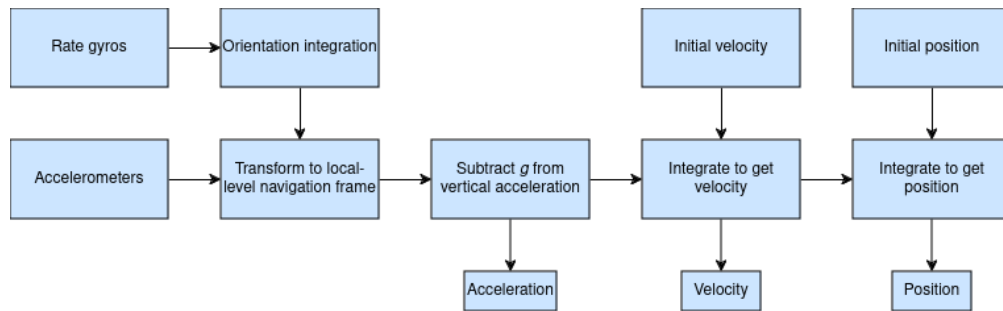 Rate gyros
Orientation integration
Initial velocity
Initial position
Accelerometers
Transform to local-
level navigation frame
Subtract g from
vertical acceleration
Integrate to get
velocity
Integrate to get
position
Acceleration
Velocity
Position